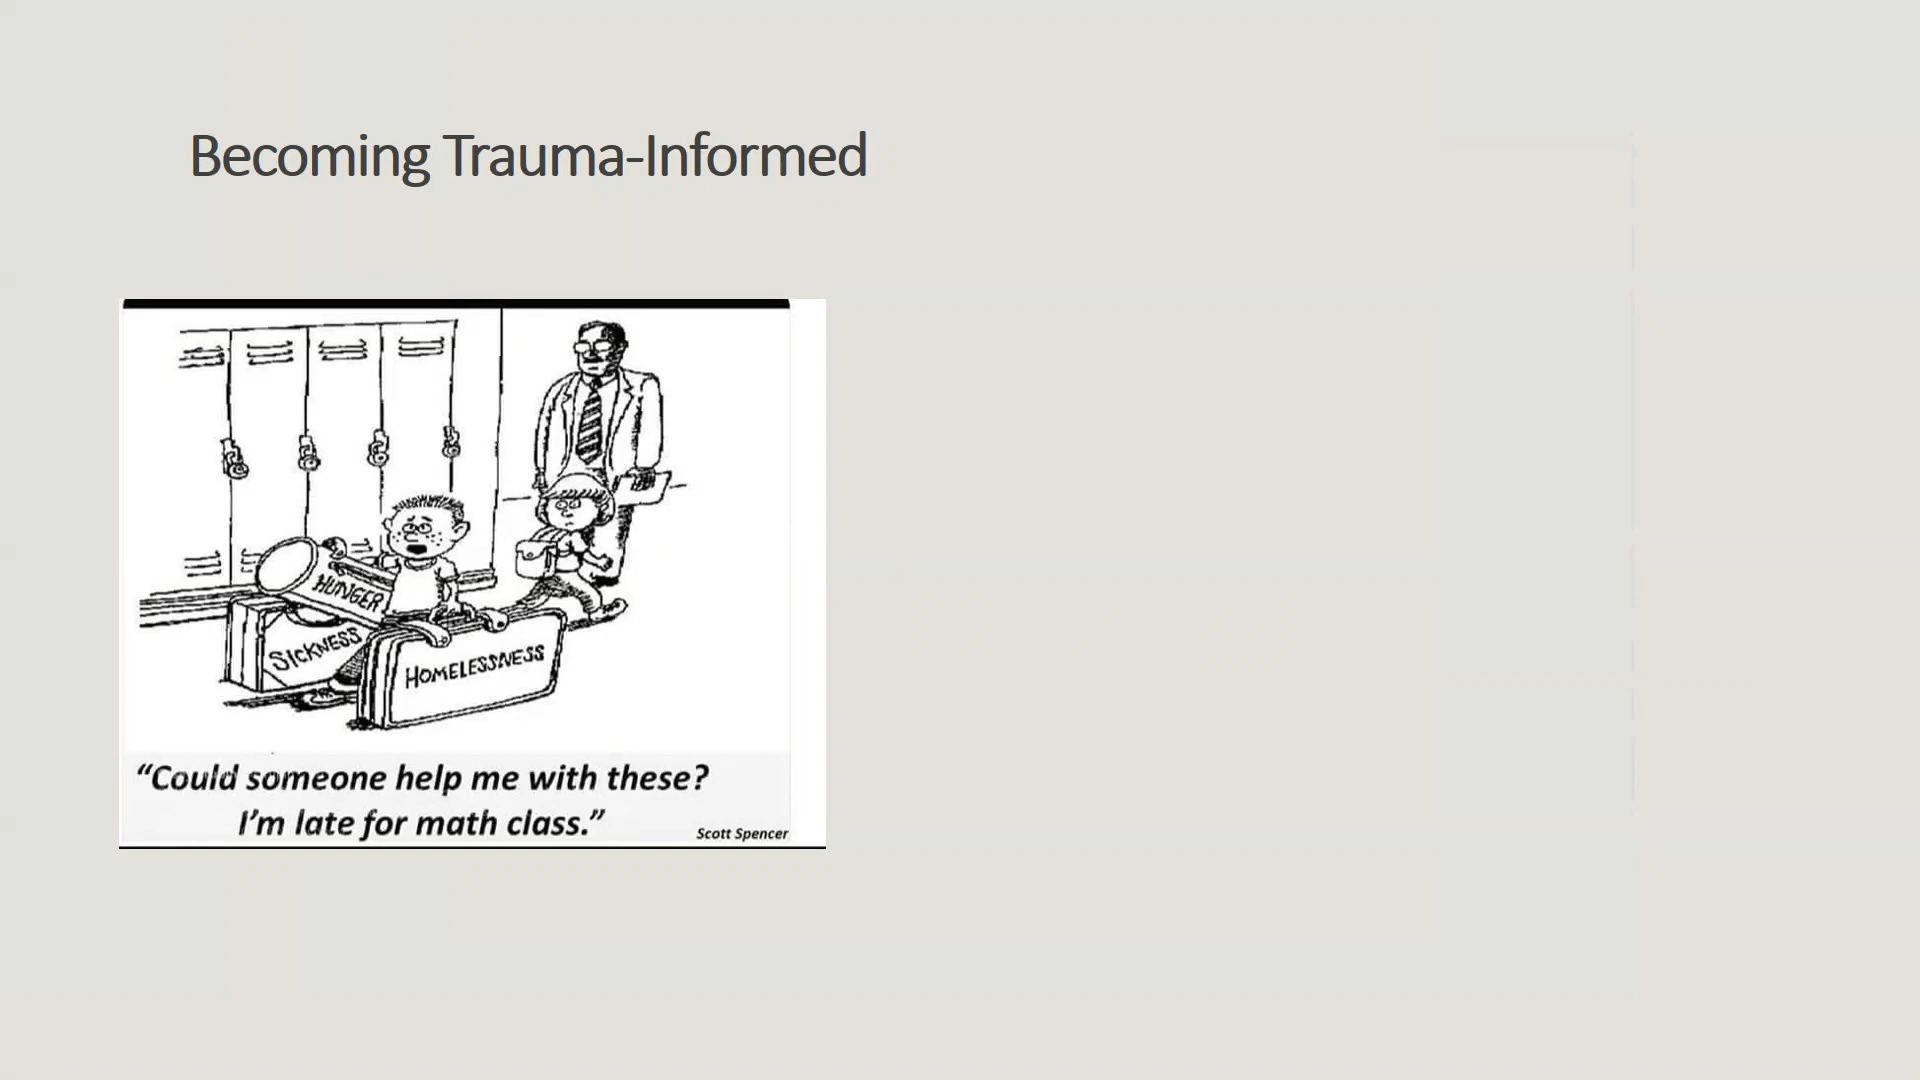 Becoming Trauma-Informed
HUNGER
SICKNESS
HOMELESSNESS
“Could someone help me with these?
I’m late for math class.”
Scott Spencer